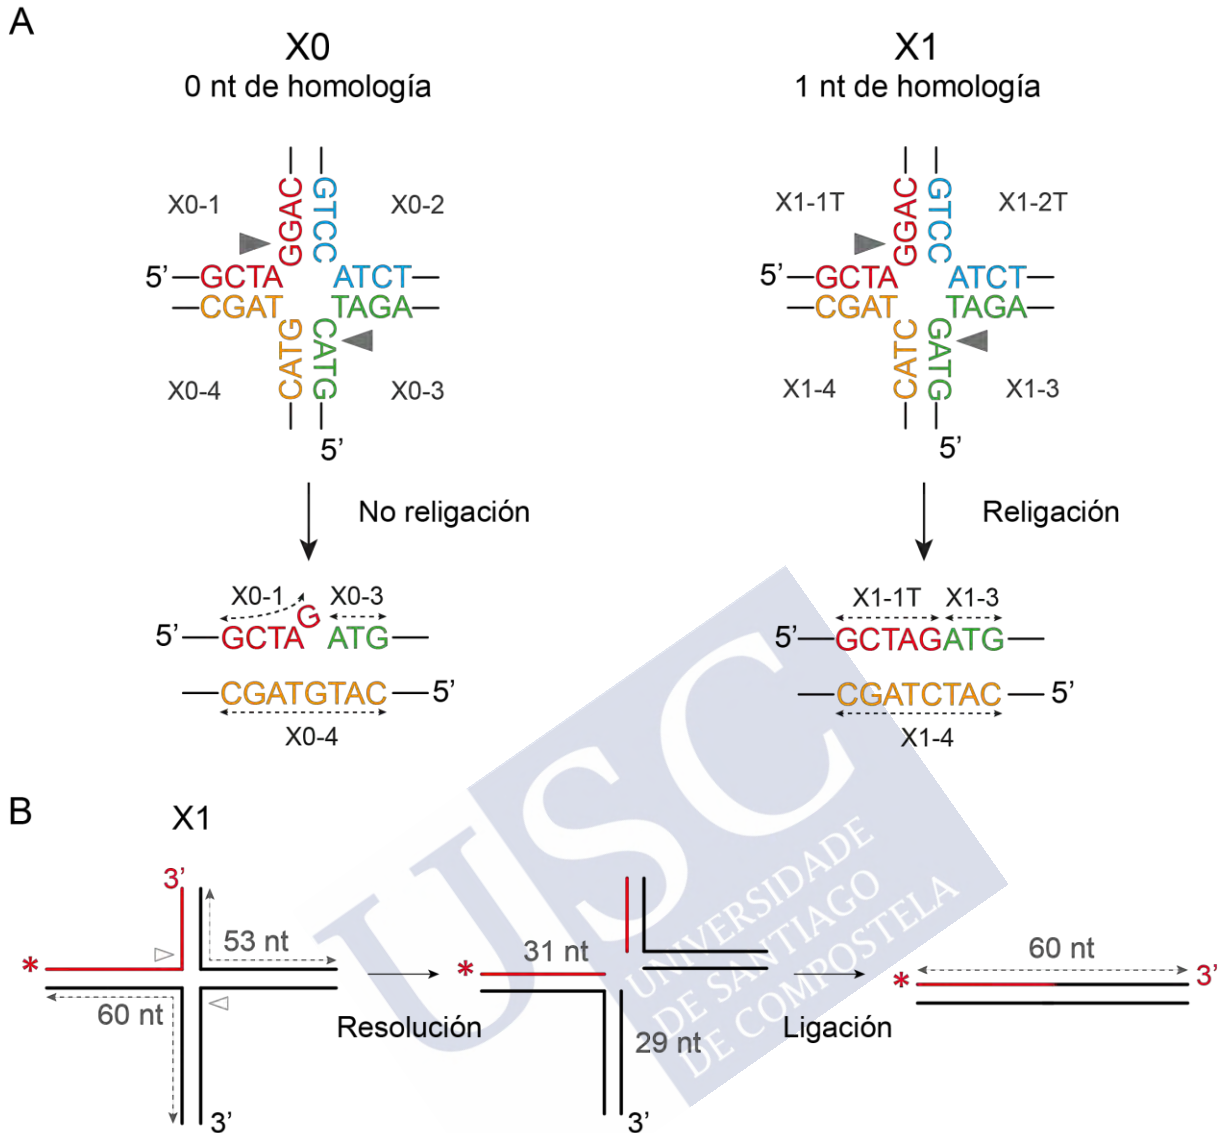 A
X0
0 nt de homología
X1
1 nt de homología
X0-1
GGAC
GTCC
X0-2
X1-1T
GGAC
GTCC
X1-2T
5’
GCTA
ATCT
5’
GCTA
ATCT
CGAT
TAGA
CGAT
TAGA
X0-4
CATG
CATG
X0-3
X1-4
CATC
GATG
X1-3
5’
5’
No religación
Religación
X0-1
X0-3
X1-1T
X1-3
5’
GCTAG
ATG
5’
GCTAGATG
CGATGTAC
5’
CGATCTAC
5’
X0-4
X1-4
B
X1
3’
53 nt
*
60 nt
3’
Resolución
*
31 nt
29 nt
3’
Ligación
60 nt
*
3’
USC
UNIVERSIDADE
DE SANTIAGO
DE COMPOSTELA